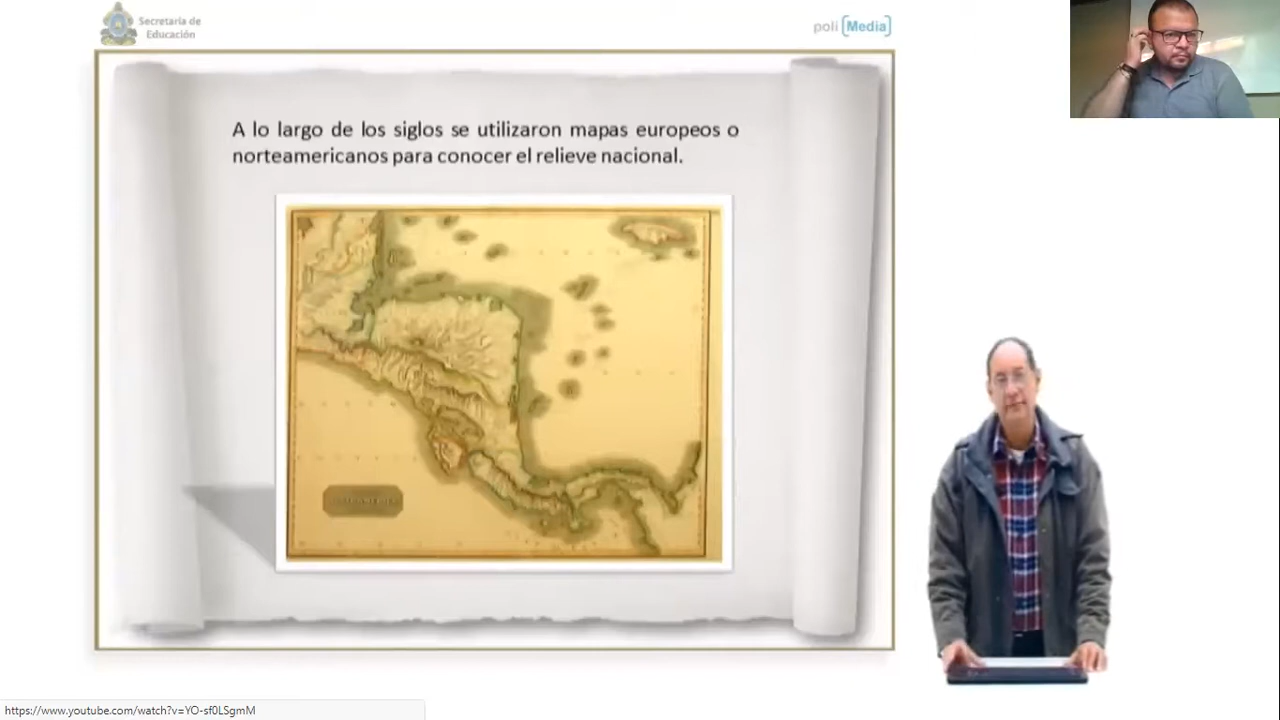 Secretaría de
Educación
poli [Media]
A lo largo de los siglos se utilizaron mapas europeos o
norteamericanos para conocer el relieve nacional.
https://www.youtube.com/watch?v=YO-sf0LSgmM